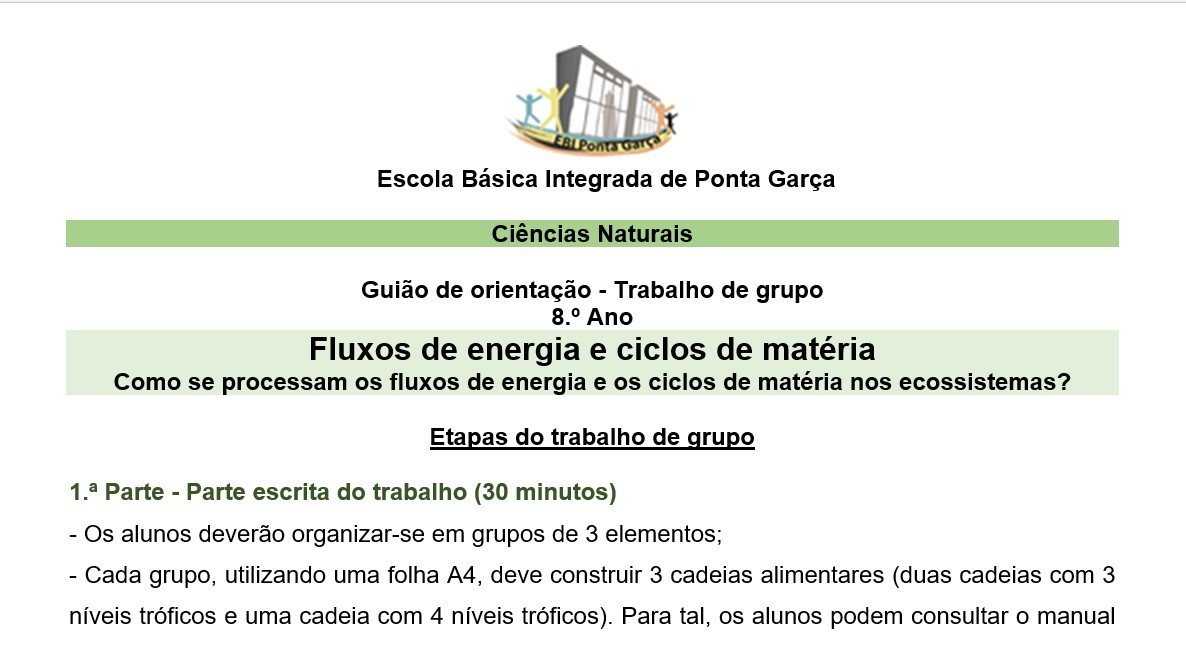 EBI Ponta Garça
Escola Básica Integrada de Ponta Garça
Ciências Naturais
Guião de orientação - Trabalho de grupo
8.º Ano
Fluxos de energia e ciclos de matéria
Como se processam os fluxos de energia e os ciclos de matéria nos ecossistemas?
Etapas do trabalho de grupo
1.ª Parte - Parte escrita do trabalho (30 minutos)
- Os alunos deverão organizar-se em grupos de 3 elementos;
- Cada grupo, utilizando uma folha A4, deve construir 3 cadeias alimentares (duas cadeias com 3
níveis tróficos e uma cadeia com 4 níveis tróficos). Para tal, os alunos podem consultar o manual